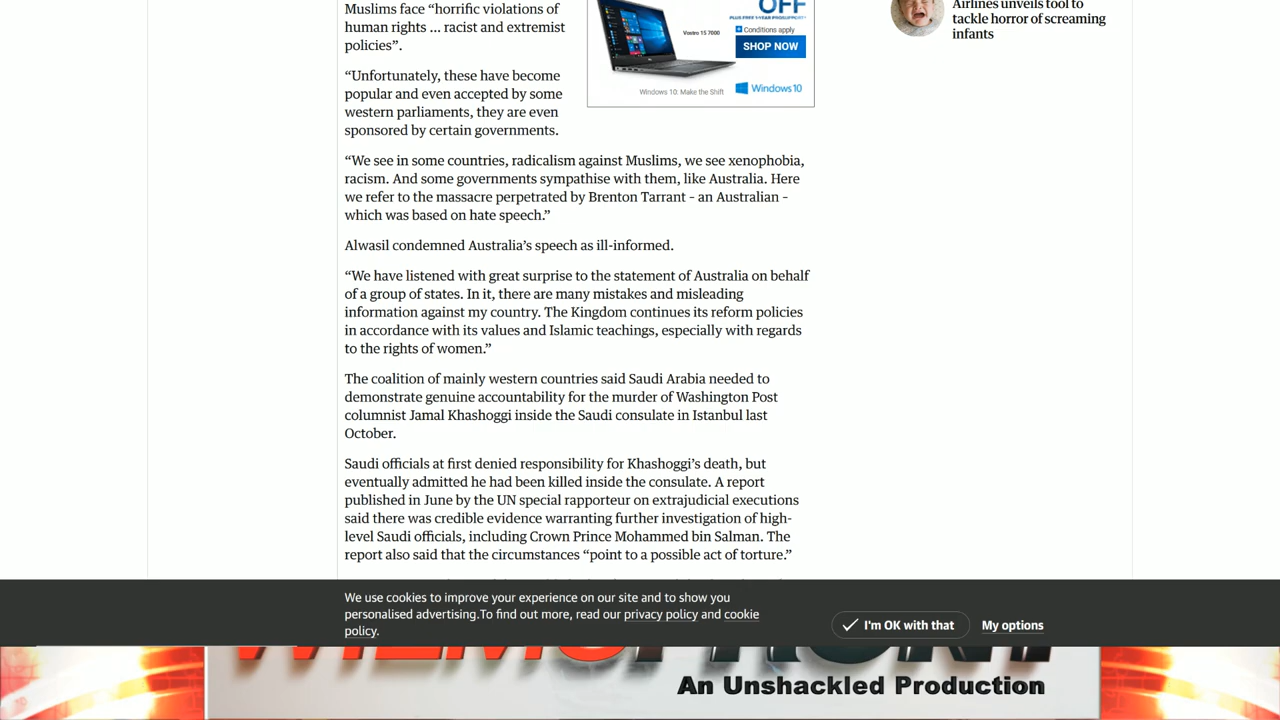 Muslims face “horrific violations of
human rights ... racist and extremist
policies”.
“Unfortunately, these have become
popular and even accepted by some
western parliaments, they are even
sponsored by certain governments.
OFF
Vostro 15 7000
Conditions apply
SHOP NOW
Windows 10: Make the Shift
Windows 10
Airlines unveils tool to
tackle horror of screaming
infants
“We see in some countries, radicalism against Muslims, we see xenophobia,
racism. And some governments sympathise with them, like Australia. Here
we refer to the massacre perpetrated by Brenton Tarrant – an Australian –
which was based on hate speech.”
Alwasil condemned Australia’s speech as ill-informed.
“We have listened with great surprise to the statement of Australia on behalf
of a group of states. In it, there are many mistakes and misleading
information against my country. The Kingdom continues its reform policies
in accordance with its values and Islamic teachings, especially with regards
to the rights of women.”
The coalition of mainly western countries said Saudi Arabia needed to
demonstrate genuine accountability for the murder of Washington Post
columnist Jamal Khashoggi inside the Saudi consulate in Istanbul last
October.
Saudi officials at first denied responsibility for Khashoggi’s death, but
eventually admitted he had been killed inside the consulate. A report
published in June by the UN special rapporteur on extrajudicial executions
said there was credible evidence warranting further investigation of high-
level Saudi officials, including Crown Prince Mohammed bin Salman. The
report also said that the circumstances “point to a possible act of torture.”
We use cookies to improve your experience on our site and to show you
personalised advertising.To find out more, read our privacy policy and cookie
policy.
I'm OK with that
My options
An Unshackled Production